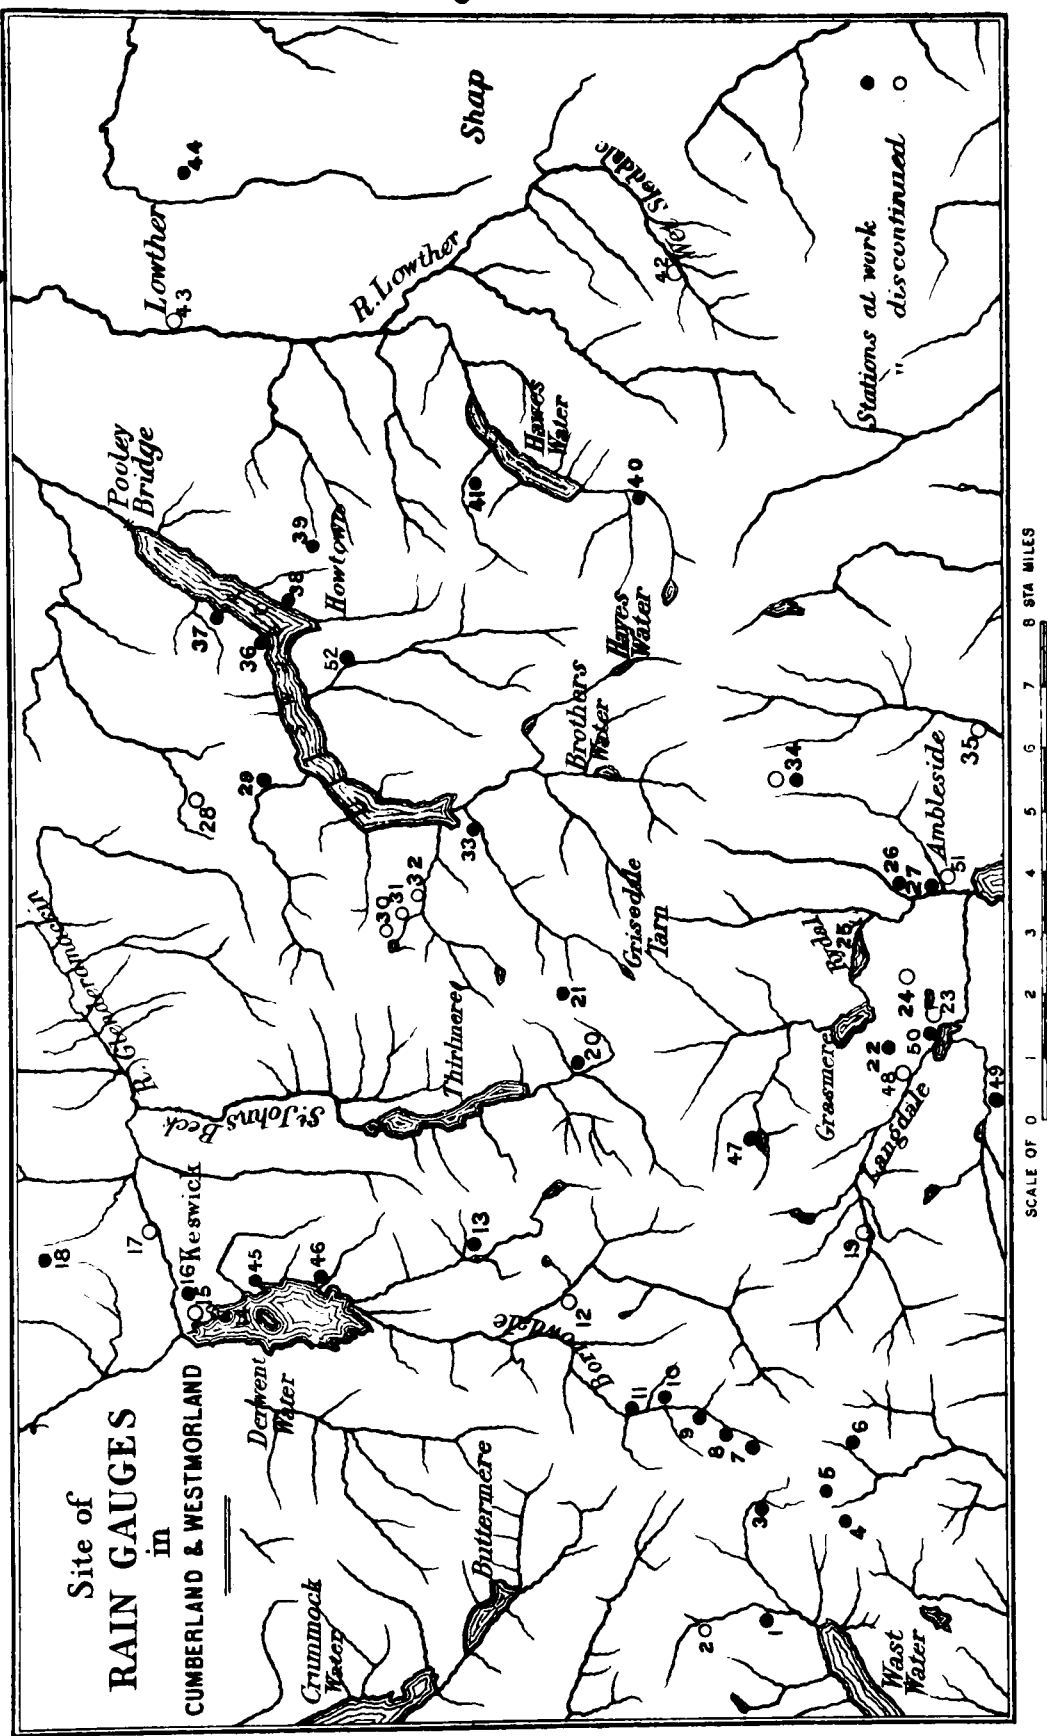 Site of
RAIN GAUGES
in
CUMBERLAND & WESTMORLAND
Crummock
Water
Buttermere
Wast
Water
Derwent
Water
Borrowdale
Keswick
St. Johns
Beck
Thirlmere
R. Glenderamackin
Grasmere
Langdale
Rydal
Grisedale
Tarn
Ambleside
Brothers
Water
Hayes
Water
Howtown
Pooley
Bridge
Hawes
Water
R. Lowther
Lowther
Shap
Wet Sleddale
Stations at work
" discontinued
1
2
3
4
5
6
7
8
9
10
11
12
13
15
16
17
18
19
20
21
22
23
24
25
26
27
28
29
30
31
32
33
34
35
36
37
38
39
40
41
42
43
44
45
46
47
48
49
50
51
52
SCALE OF 0 1 2 3 4 5 6 7 8 STA MILES